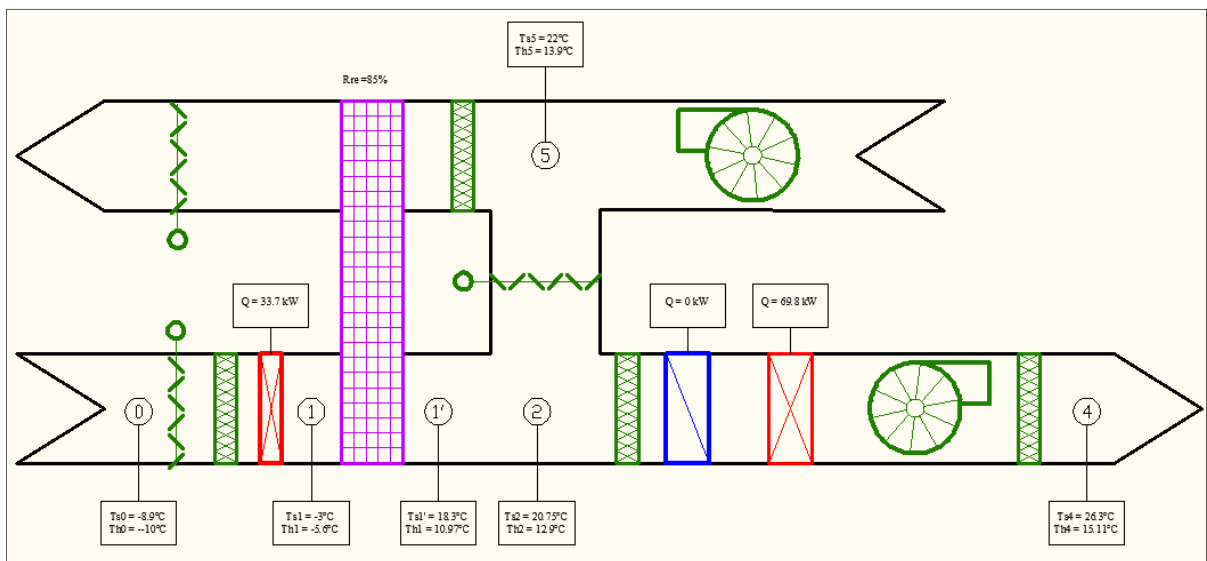 Ts5 = 22°C
Th5 = 13.9°C
Rre=85%
5
Q = 33.7 kW
Q = 0 kW
Q = 69.8 kW
0
1
1'
2
4
Ts0 = -8.9°C
Th0 = --10°C
Ts1 = -3°C
Th1 = -5.6°C
Ts1' = 18.3°C
Th1 = 10.97°C
Ts2 = 20.75°C
Th2 = 12.9°C
Ts4 = 26.3°C
Th4 = 15.11°C